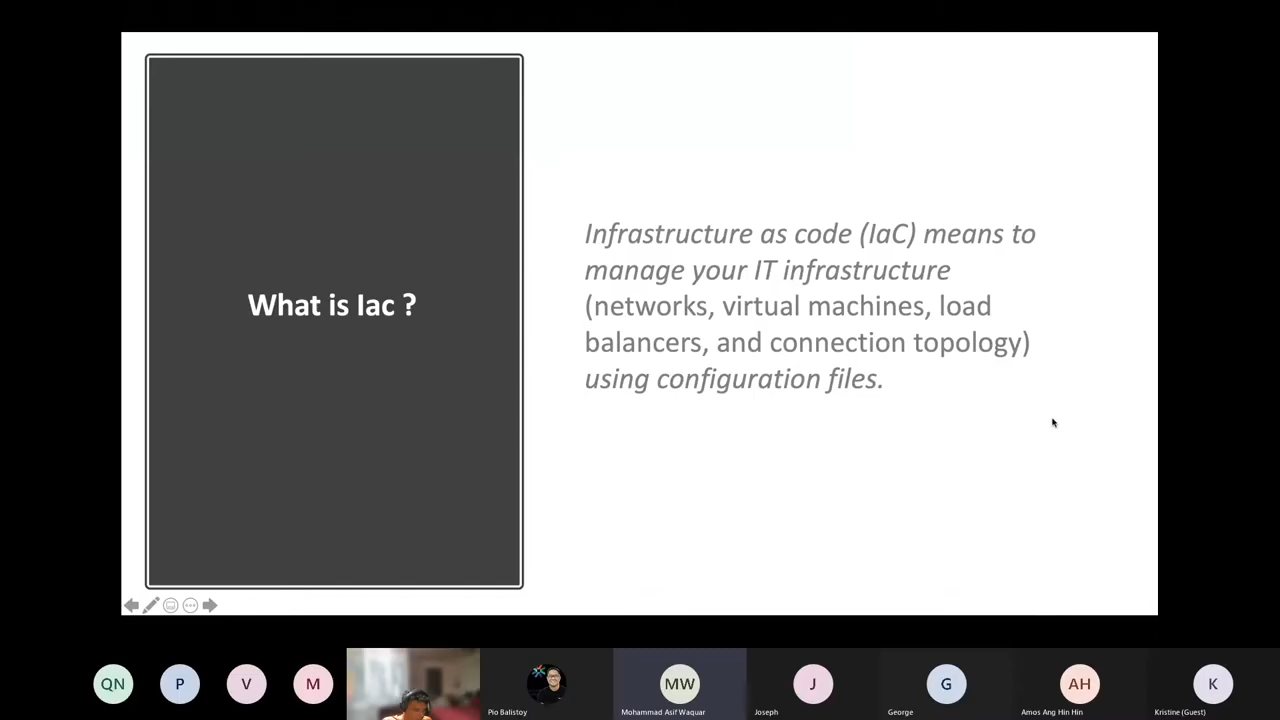 What is Iac ?
Infrastructure as code (IaC) means to
manage your IT infrastructure
(networks, virtual machines, load
balancers, and connection topology)
using configuration files.
QN
P
V
M
MW
J
G
AH
K
Pio Balistoy
Mohammad Asif Waquar
Joseph
George
Amos Ang Hin Hin
Kristine (Guest)